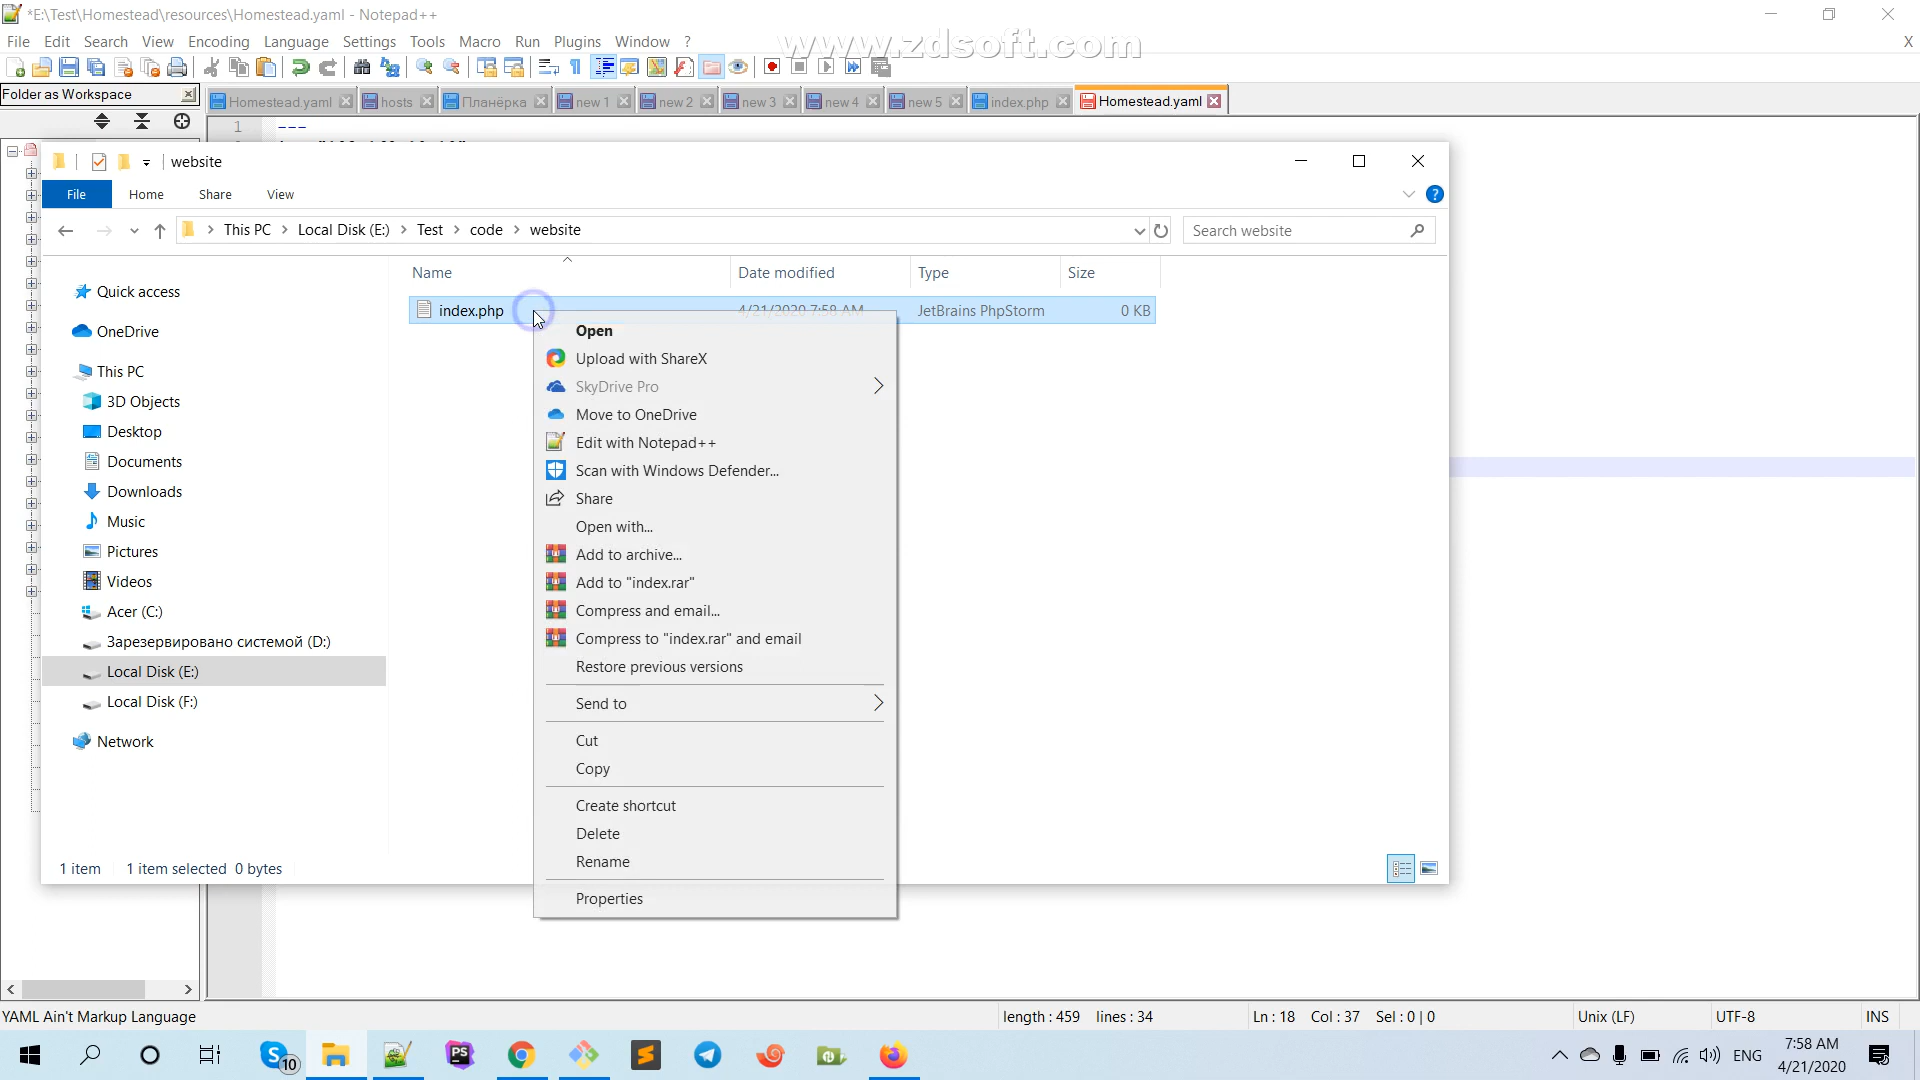 *E:\Test\Homestead\resources\Homestead.yaml - Notepad++
File Edit Search View Encoding Language Settings Tools Macro Run Plugins Window ? X
www.zdsoft.com
Folder as Workspace
Homestead.yaml hosts Планёрка new 1 new 2 new 3 new 4 new 5 index.php Homestead.yaml
1 ---
website
File Home Share View
This PC Local Disk (E:) Test code website
Search website
Name Date modified Type Size
index.php 4/21/2020 7:58 AM JetBrains PhpStorm 0 KB
Quick access
OneDrive
This PC
3D Objects
Desktop
Documents
Downloads
Music
Pictures
Videos
Acer (C:)
Зарезервировано системой (D:)
Local Disk (E:)
Local Disk (F:)
Network
Open
Upload with ShareX
SkyDrive Pro
Move to OneDrive
Edit with Notepad++
Scan with Windows Defender...
Share
Open with...
Add to archive...
Add to "index.rar"
Compress and email...
Compress to "index.rar" and email
Restore previous versions
Send to
Cut
Copy
Create shortcut
Delete
Rename
Properties
1 item 1 item selected 0 bytes
YAML Ain't Markup Language length : 459 lines : 34 Ln : 18 Col : 37 Sel : 0 | 0 Unix (LF) UTF-8 INS
10
PS
ENG
7:58 AM
4/21/2020